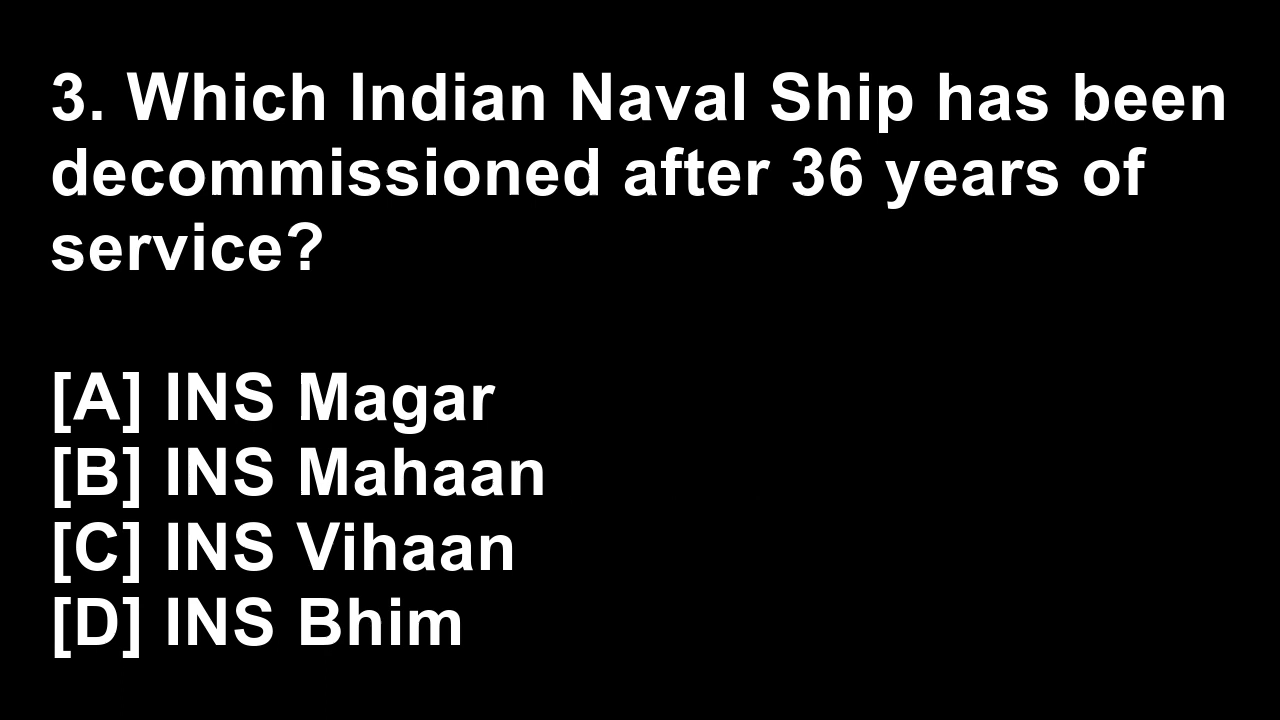 3. Which Indian Naval Ship has been
decommissioned after 36 years of
service?
[A] INS Magar
[B] INS Mahaan
[C] INS Vihaan
[D] INS Bhim